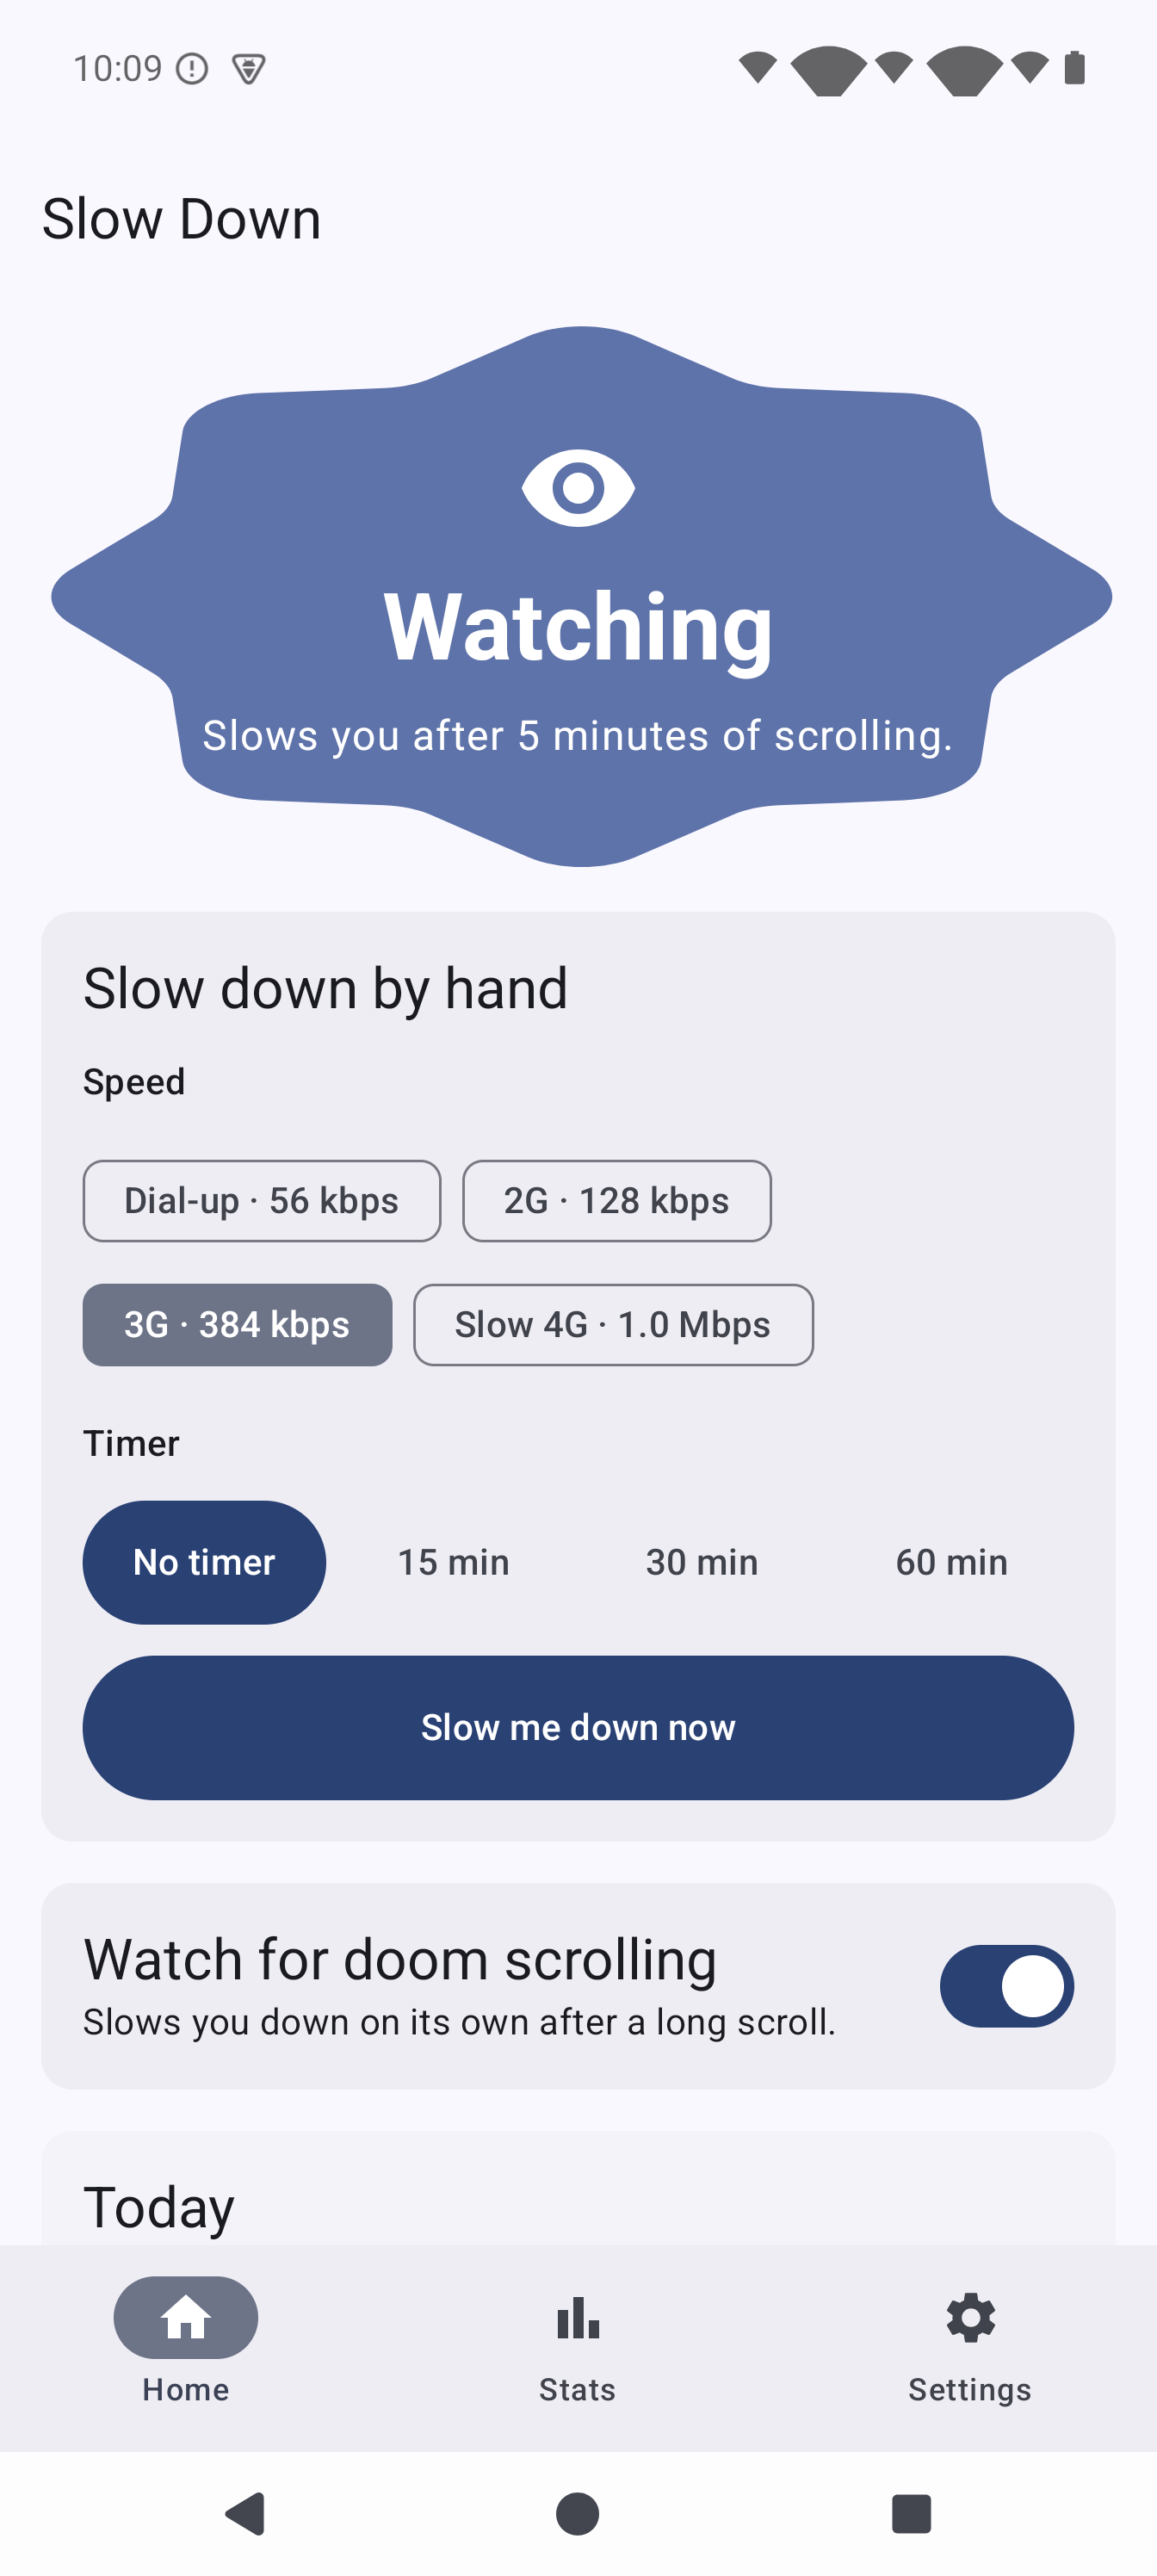 10:09
Slow Down
Watching
Slows you after 5 minutes of scrolling.
Slow down by hand
Speed
Dial-up · 56 kbps
2G · 128 kbps
3G · 384 kbps
Slow 4G · 1.0 Mbps
Timer
No timer
15 min
30 min
60 min
Slow me down now
Watch for doom scrolling
Slows you down on its own after a long scroll.
Today
Home
Stats
Settings